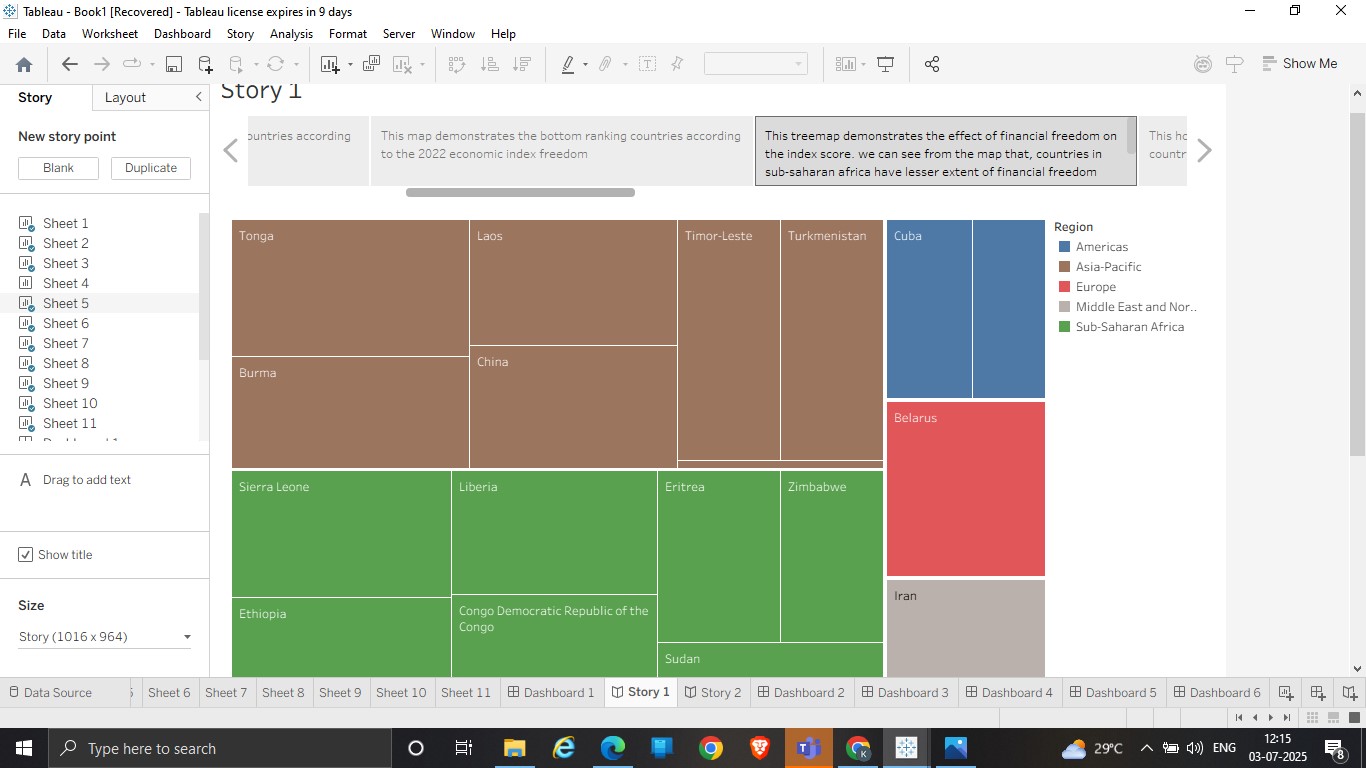 Tableau - Book1 [Recovered] - Tableau license expires in 9 days
File Data Worksheet Dashboard Story Analysis Format Server Window Help
Show Me
Story Layout
New story point
Blank Duplicate
Sheet 1
Sheet 2
Sheet 3
Sheet 4
Sheet 5
Sheet 6
Sheet 7
Sheet 8
Sheet 9
Sheet 10
Sheet 11
A Drag to add text
Show title
Size
Story (1016 x 964)
Story 1
countries according
This map demonstrates the bottom ranking countries according
to the 2022 economic index freedom
This treemap demonstrates the effect of financial freedom on
the index score. we can see from the map that, countries in
sub-saharan africa have lesser extent of financial freedom
This
Tonga
Laos
Timor-Leste
Turkmenistan
Cuba
Burma
China
Belarus
Sierra Leone
Liberia
Eritrea
Zimbabwe
Ethiopia
Congo Democratic Republic of the
Congo
Sudan
Iran
Region
Americas
Asia-Pacific
Europe
Middle East and Nor..
Sub-Saharan Africa
Data Source Sheet 6 Sheet 7 Sheet 8 Sheet 9 Sheet 10 Sheet 11 Dashboard 1 Story 1 Story 2 Dashboard 2 Dashboard 3 Dashboard 4 Dashboard 5 Dashboard 6
Type here to search
29°C ENG
12:15
03-07-2025
8